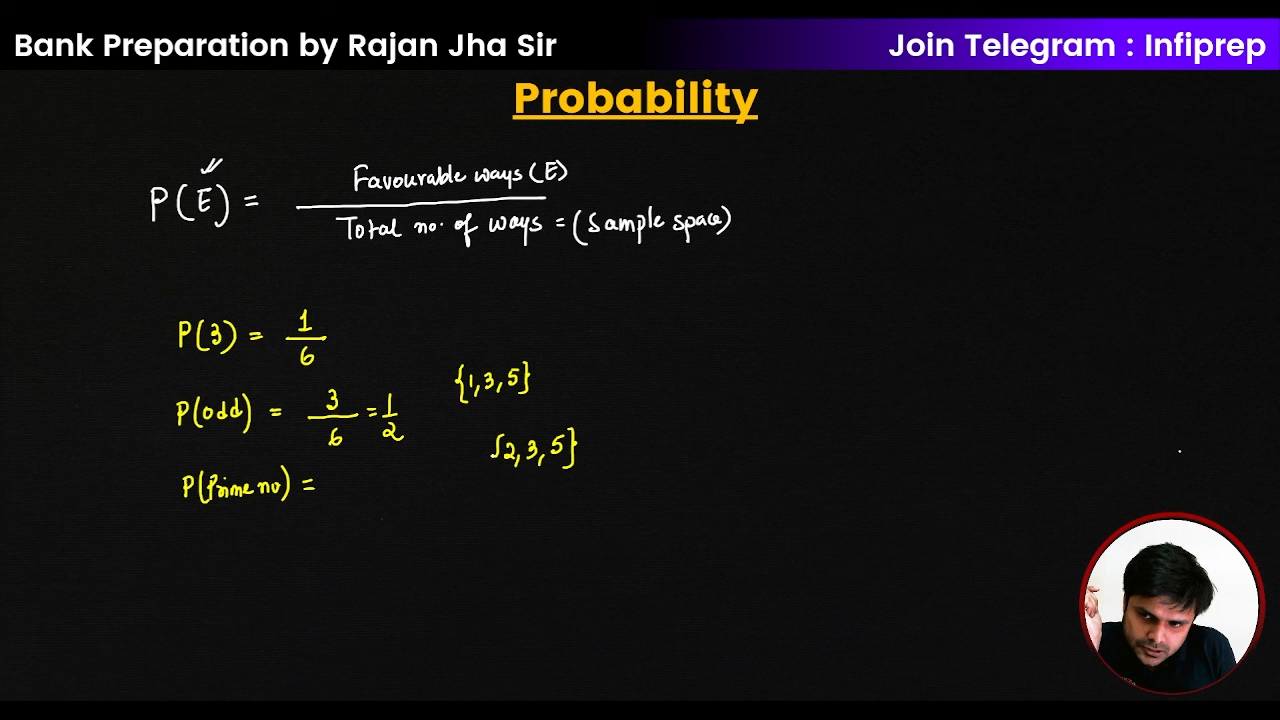 Bank Preparation by Rajan Jha Sir
Join Telegram : Infiprep
Probability
P(E) = Favourable ways (E) / Total no. of ways = (Sample space)
P(3) = 1/6
{1,3,5}
P(odd) = 3/6 = 1/2
{2,3,5}
P(Prime no) =